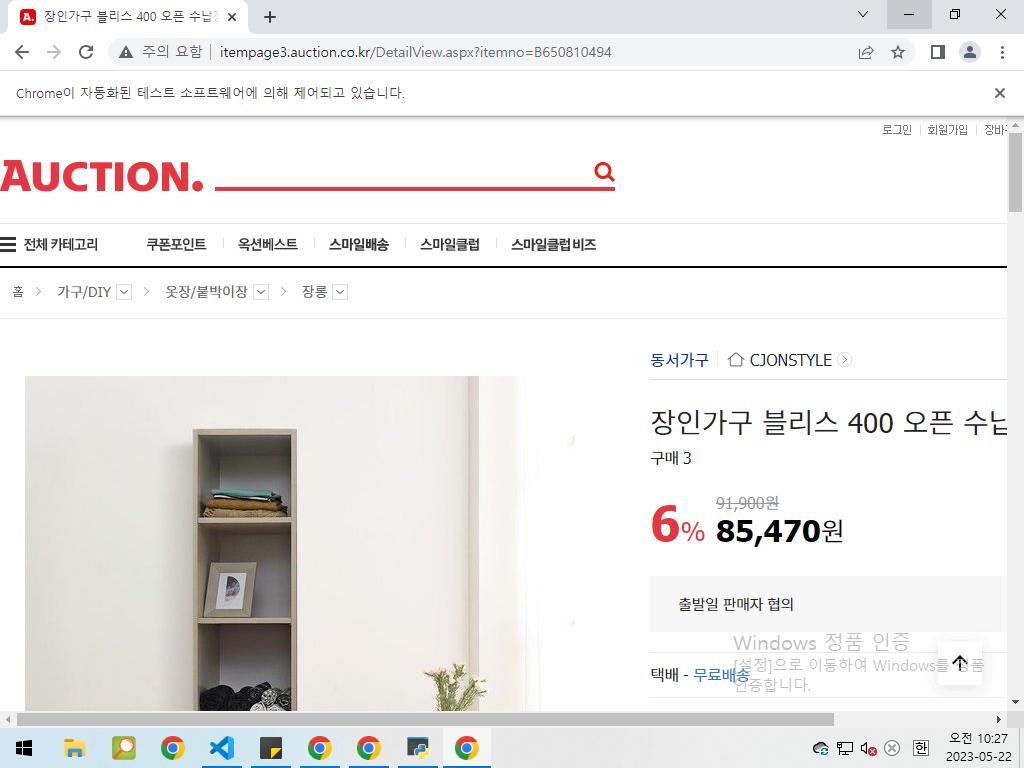 장인가구 블리스 400 오픈 수납장
주의 요함
itempage3.auction.co.kr/DetailView.aspx?itemno=B650810494
Chrome이 자동화된 테스트 소프트웨어에 의해 제어되고 있습니다.
로그인 회원가입 장바
AUCTION.
전체 카테고리 쿠폰포인트 옥션베스트 스마일배송 스마일클럽 스마일클럽 비즈
홈 가구/DIY 옷장/붙박이장 장롱
동서가구 CJONSTYLE
장인가구 블리스 400 오픈 수납
구매 3
91,900원
6% 85,470원
출발일 판매자 협의
Windows 정품 인증
[설정]으로 이동하여 Windows를 정품
택배 - 무료배송
인증합니다.
한
오전 10:27
2023-05-22